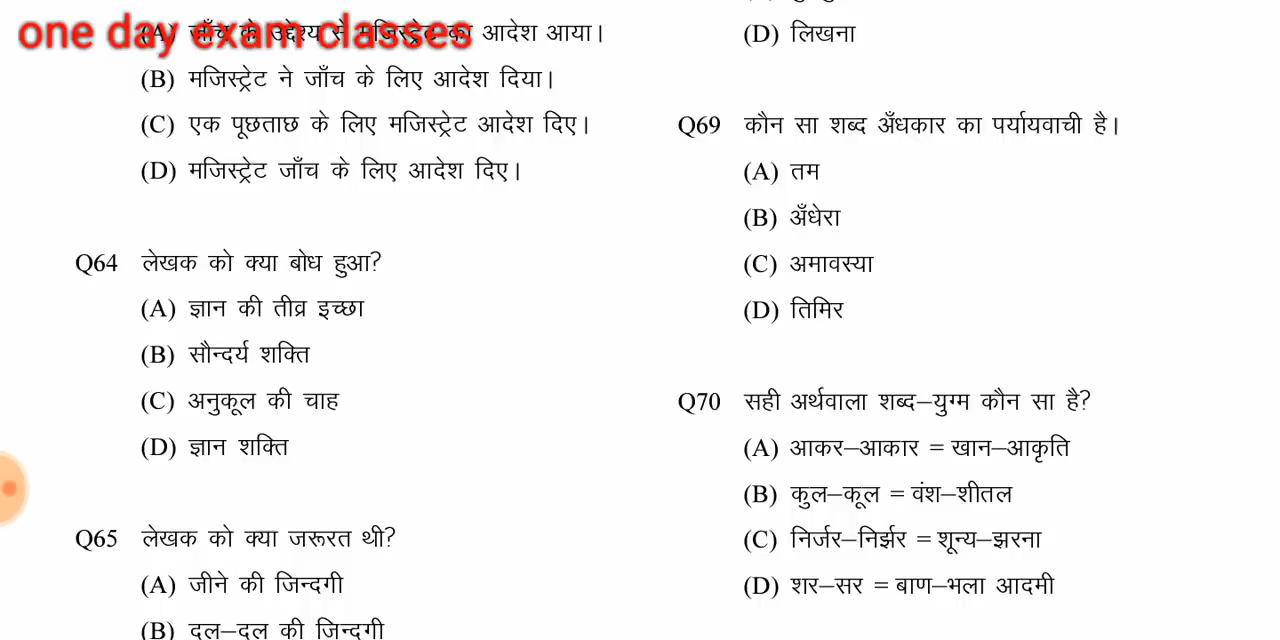 one day exam classes
(A) जाँच के उद्देश्य से मजिस्ट्रेट का आदेश आया।
(B) मजिस्ट्रेट ने जाँच के लिए आदेश दिया।
(C) एक पूछताछ के लिए मजिस्ट्रेट आदेश दिए।
(D) मजिस्ट्रेट जाँच के लिए आदेश दिए।
Q64 लेखक को क्या बोध हुआ?
(A) ज्ञान की तीव्र इच्छा
(B) सौन्दर्य शक्ति
(C) अनुकूल की चाह
(D) ज्ञान शक्ति
Q65 लेखक को क्या जरूरत थी?
(A) जीने की जिन्दगी
(B) दल–दल की जिन्दगी
(D) लिखना
Q69 कौन सा शब्द अँधकार का पर्यायवाची है।
(A) तम
(B) अँधेरा
(C) अमावस्या
(D) तिमिर
Q70 सही अर्थवाला शब्द–युग्म कौन सा है?
(A) आकर–आकार = खान–आकृति
(B) कुल–कूल = वंश–शीतल
(C) निर्जर–निर्झर = शून्य–झरना
(D) शर–सर = बाण–भला आदमी